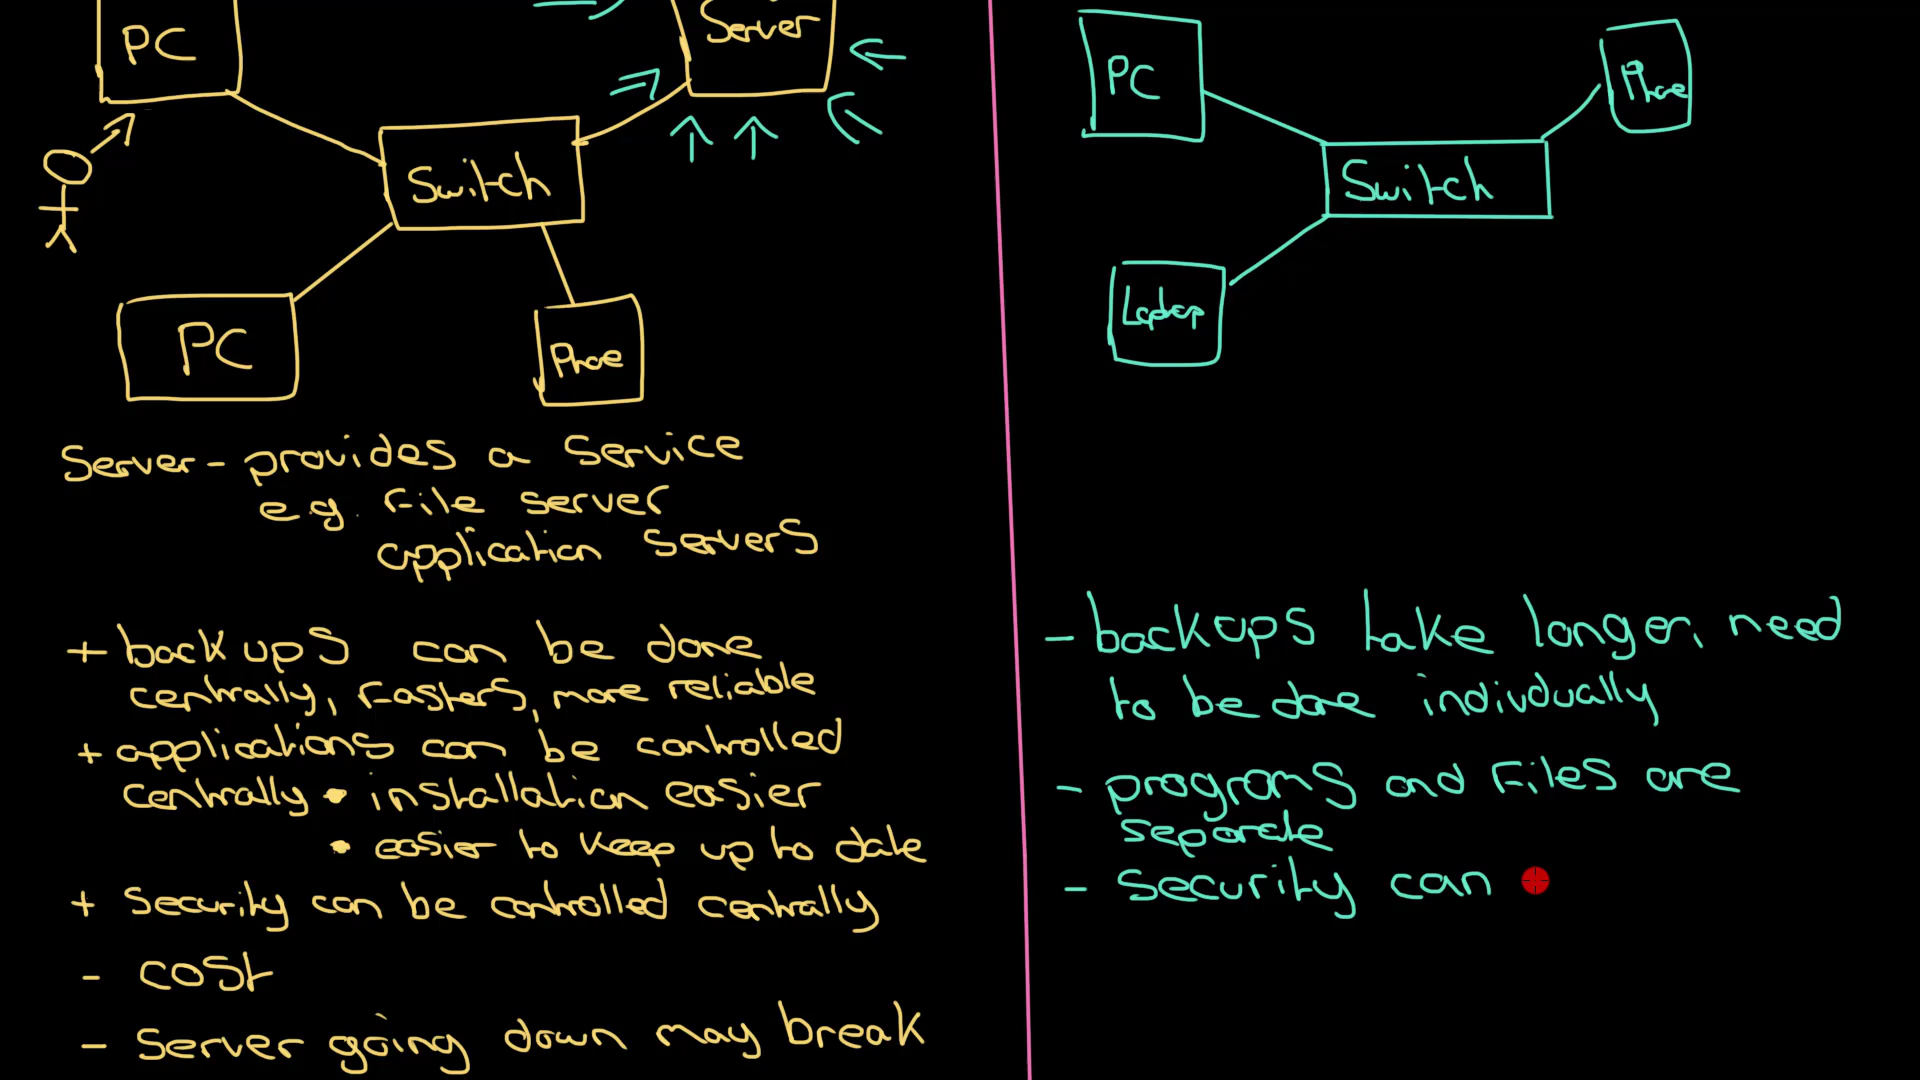 PC
Server
Switch
PC
Phone
Server - provides a service
e.g. file server
application servers
+ backups can be done
centrally, fasters, more reliable
+ applications can be controlled
centrally • installation easier
• easier to keep up to date
+ security can be controlled centrally
- cost
- server going down may break
PC
Phone
Switch
Laptop
- backups take longer, need
to be done indivdually
- programs and files are
separate
- security can